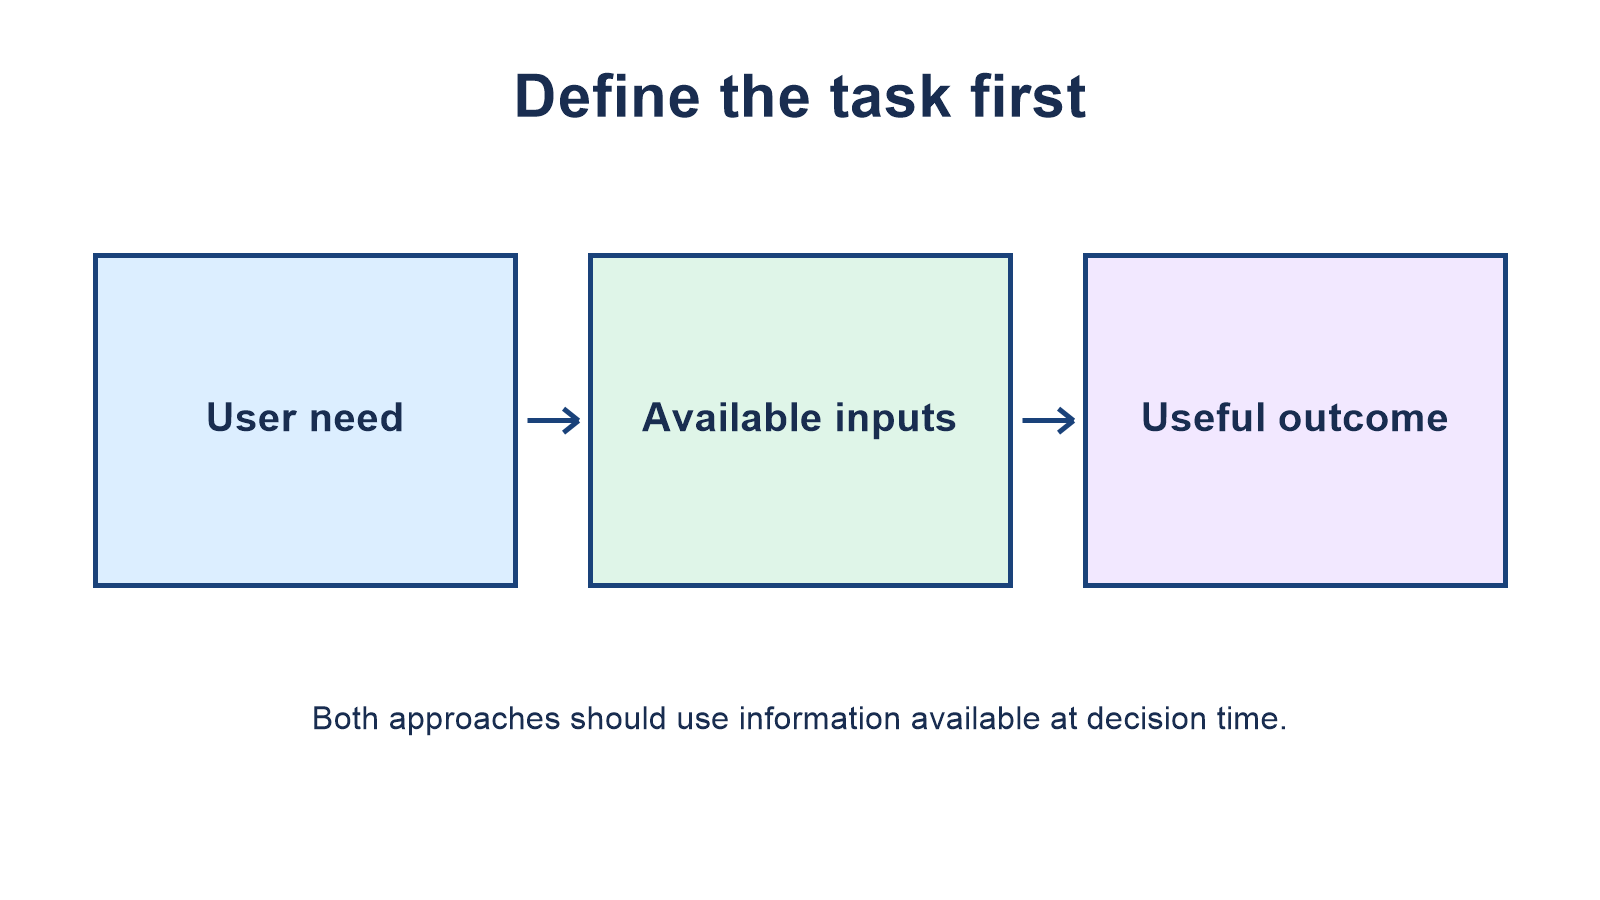 Define the task first
User need
Available inputs
Useful outcome
Both approaches should use information available at decision time.